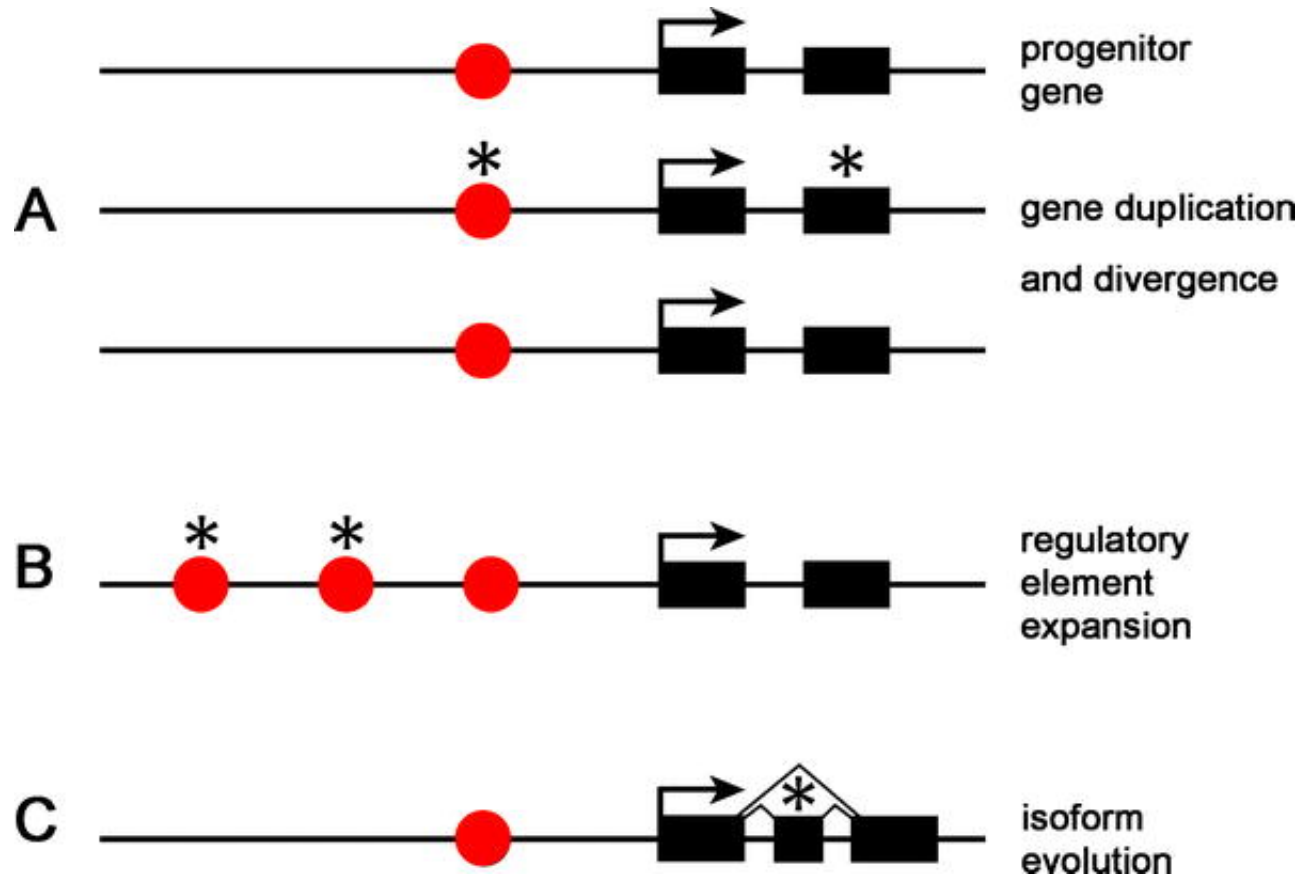 progenitor
gene
*
*
A
gene duplication
and divergence
*
*
B
regulatory
element
expansion
*
C
isoform
evolution